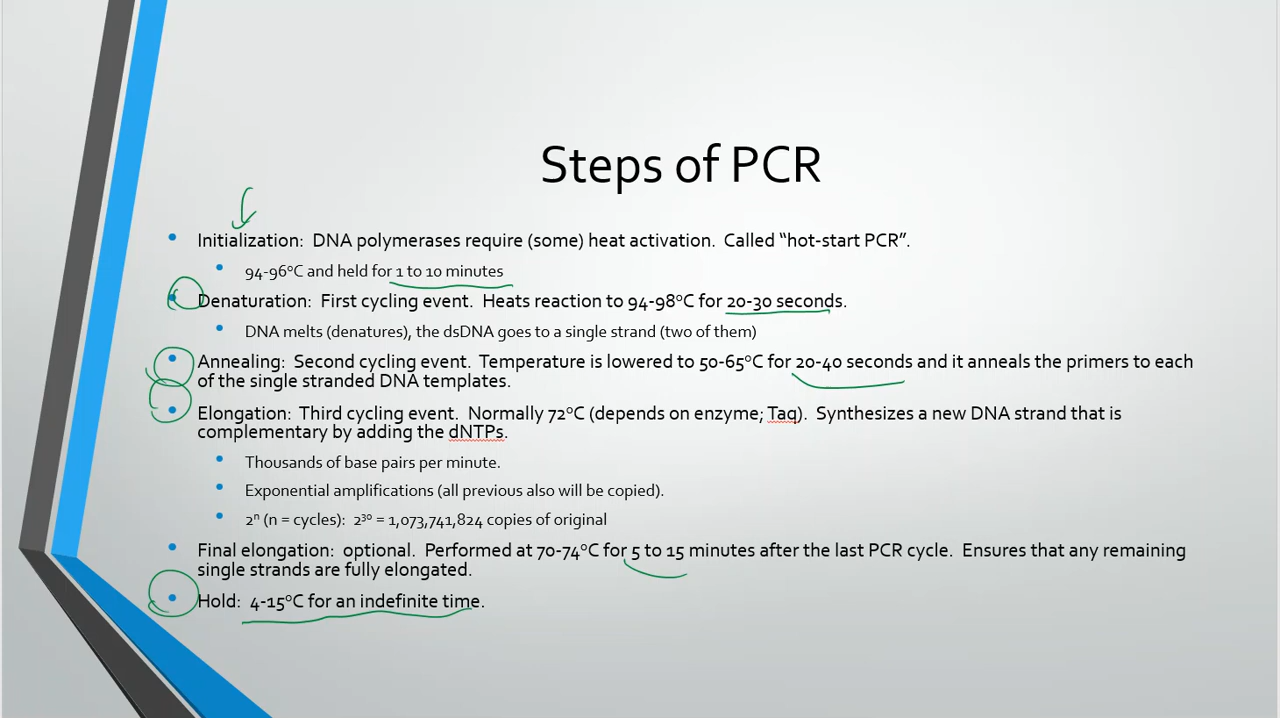 Steps of PCR
Initialization: DNA polymerases require (some) heat activation. Called “hot-start PCR”.
94-96°C and held for 1 to 10 minutes
Denaturation: First cycling event. Heats reaction to 94-98°C for 20-30 seconds.
DNA melts (denatures), the dsDNA goes to a single strand (two of them)
Annealing: Second cycling event. Temperature is lowered to 50-65°C for 20-40 seconds and it anneals the primers to each
of the single stranded DNA templates.
Elongation: Third cycling event. Normally 72°C (depends on enzyme; Taq). Synthesizes a new DNA strand that is
complementary by adding the dNTPs.
Thousands of base pairs per minute.
Exponential amplifications (all previous also will be copied).
2ⁿ (n = cycles): 2³⁰ = 1,073,741,824 copies of original
Final elongation: optional. Performed at 70-74°C for 5 to 15 minutes after the last PCR cycle. Ensures that any remaining
single strands are fully elongated.
Hold: 4-15°C for an indefinite time.